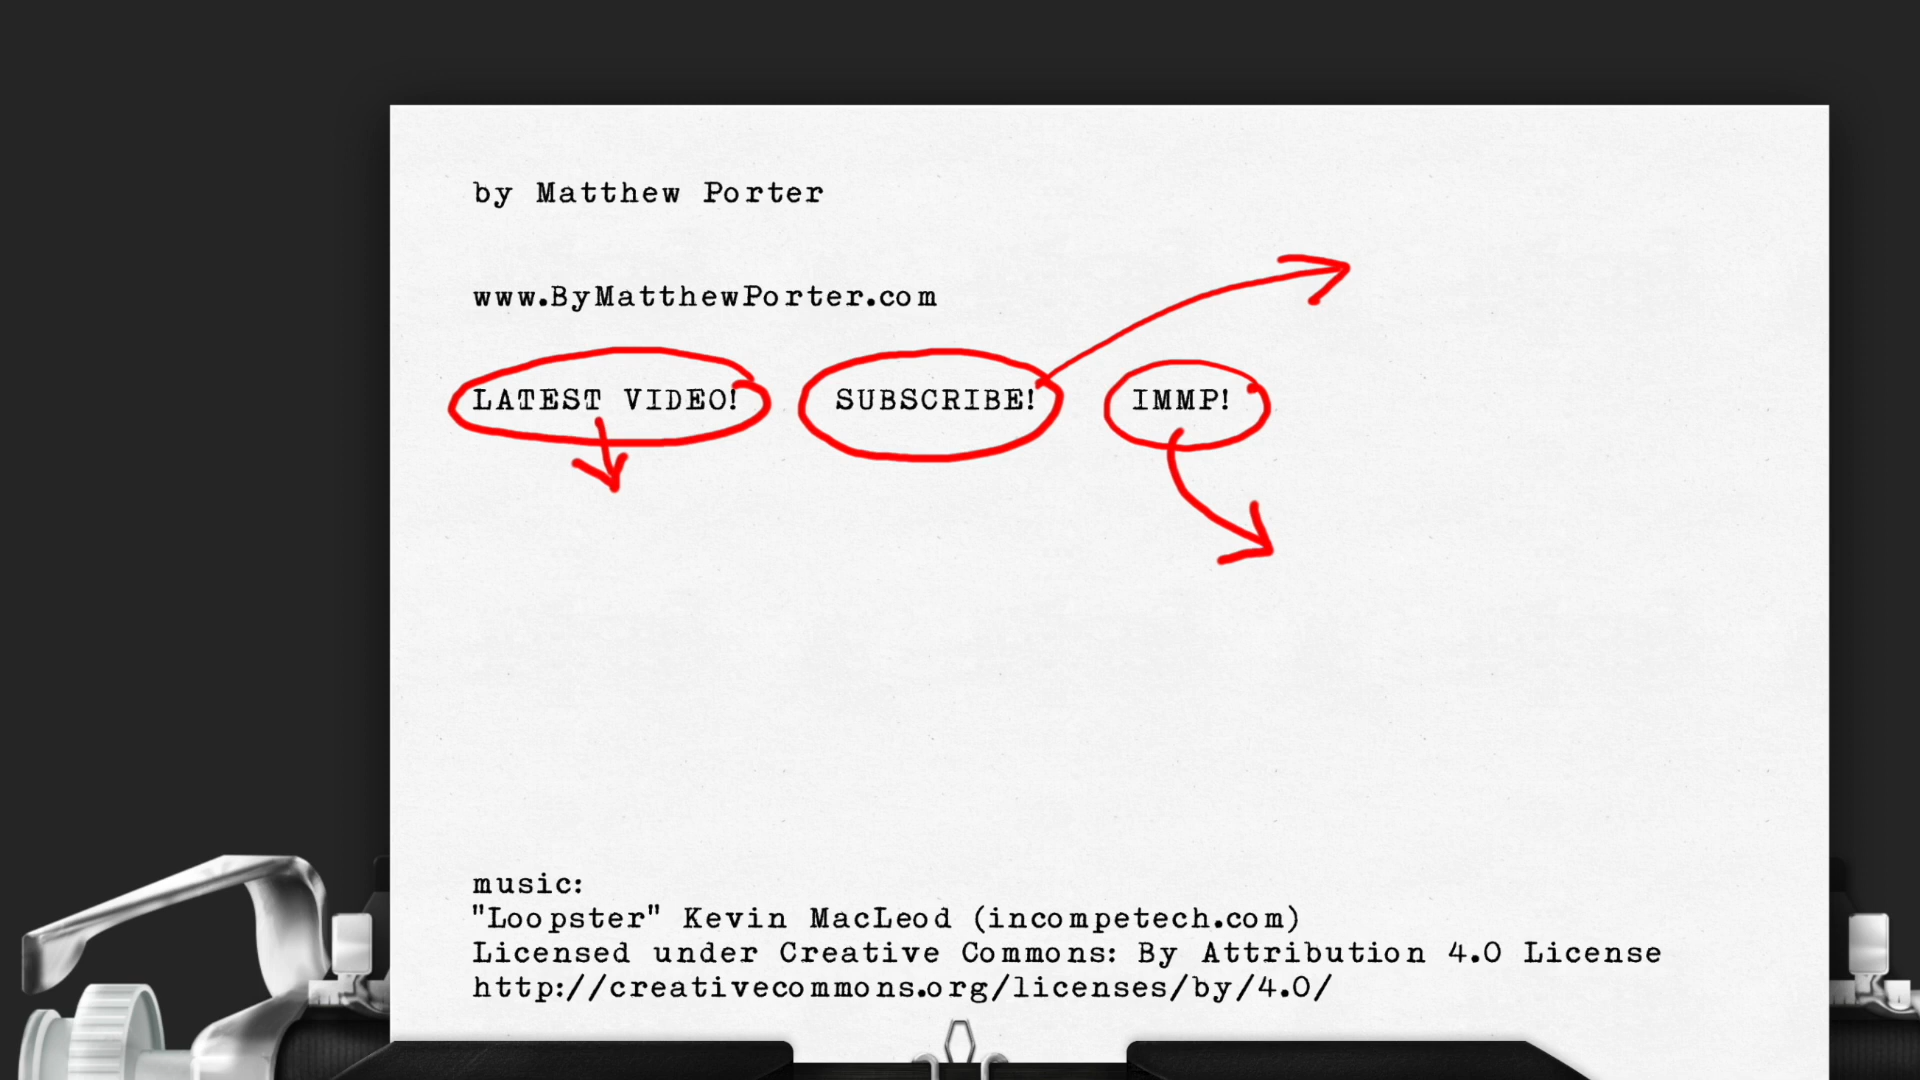 by Matthew Porter
www.ByMatthewPorter.com
LATEST VIDEO! SUBSCRIBE! IMMP!
music:
"Loopster" Kevin MacLeod (incompetech.com)
Licensed under Creative Commons: By Attribution 4.0 License
http://creativecommons.org/licenses/by/4.0/